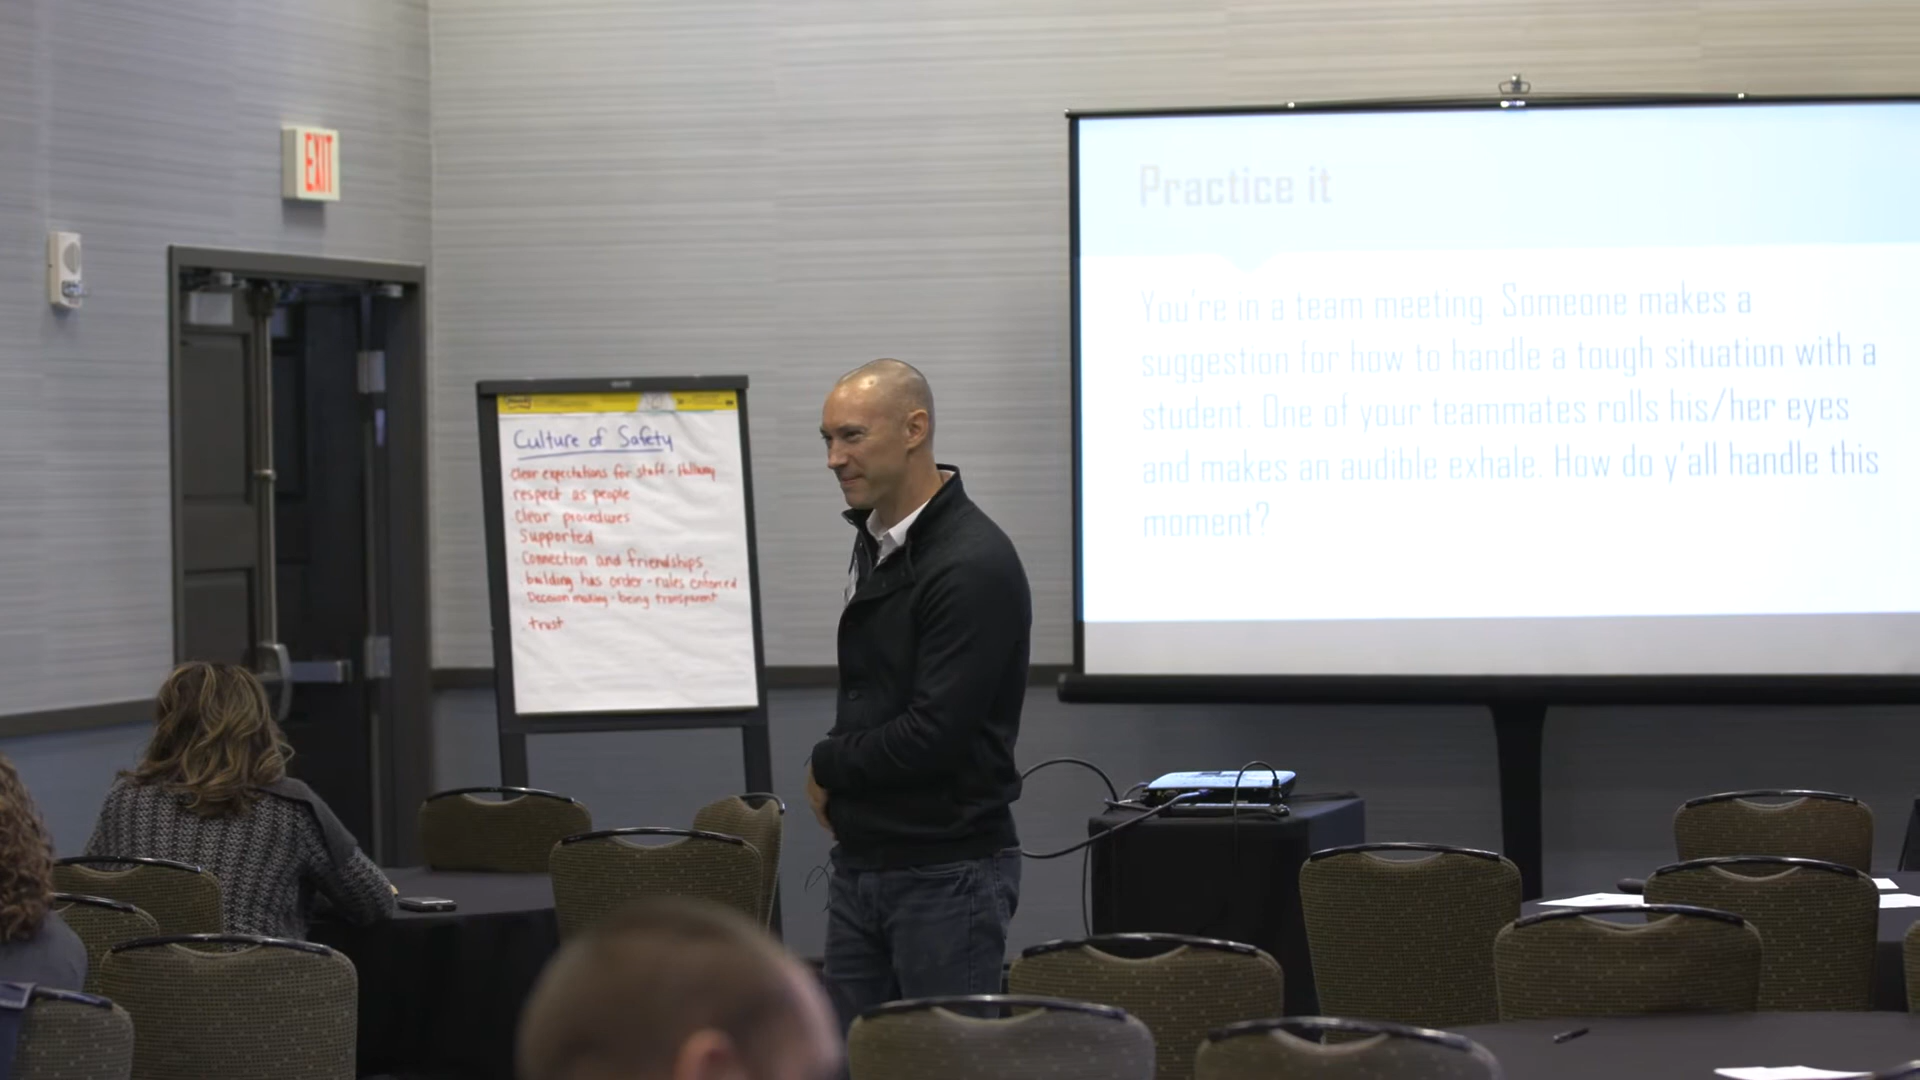 EXIT
Culture of Safety
clear expectations for staff - Hallway
respect as people
clear procedures
Supported
Connection and friendships
building has order - rules enforced
Decision making - being transparent
trust
Practice it
You're in a team meeting. Someone makes a
suggestion for how to handle a tough situation with a
student. One of your teammates rolls his/her eyes
and makes an audible exhale. How do y'all handle this
moment?